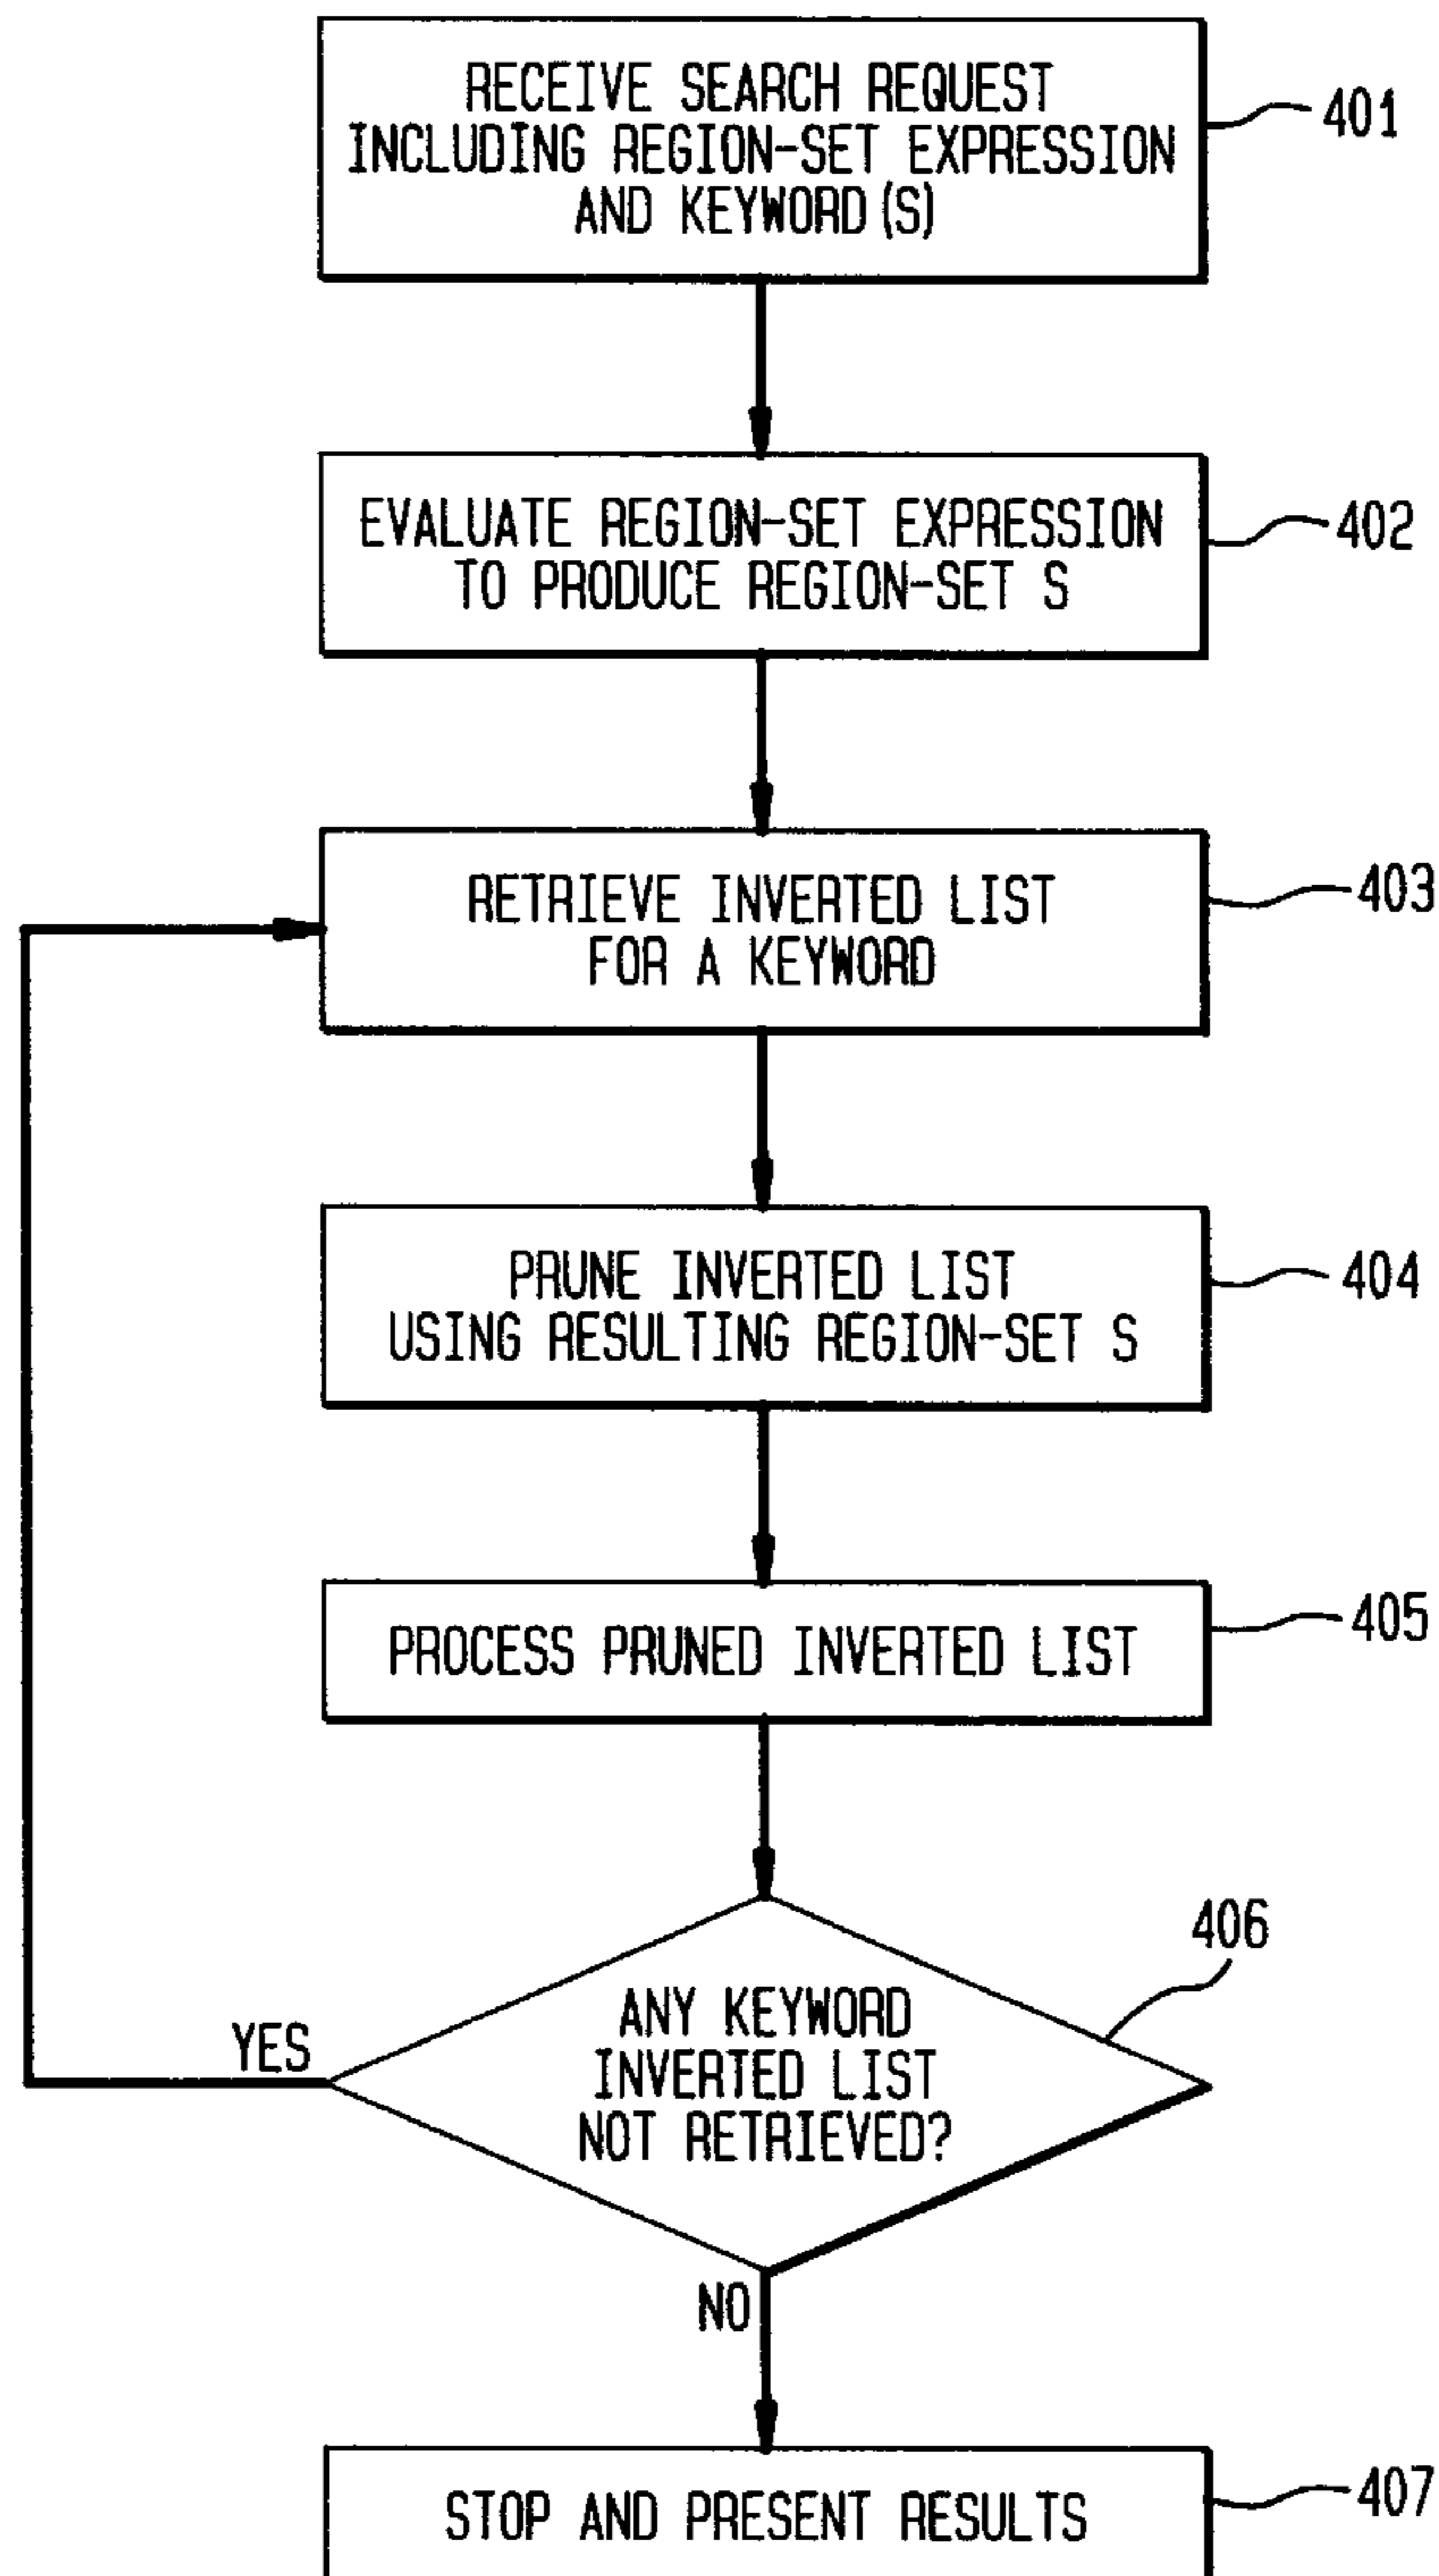 RECEIVE SEARCH REQUEST
INCLUDING REGION-SET EXPRESSION
AND KEYWORD(S)
401
EVALUATE REGION-SET EXPRESSION
TO PRODUCE REGION-SET S
402
RETRIEVE INVERTED LIST
FOR A KEYWORD
403
PRUNE INVERTED LIST
USING RESULTING REGION-SET S
404
PROCESS PRUNED INVERTED LIST
405
406
ANY KEYWORD
INVERTED LIST
NOT RETRIEVED?
YES
NO
STOP AND PRESENT RESULTS
407